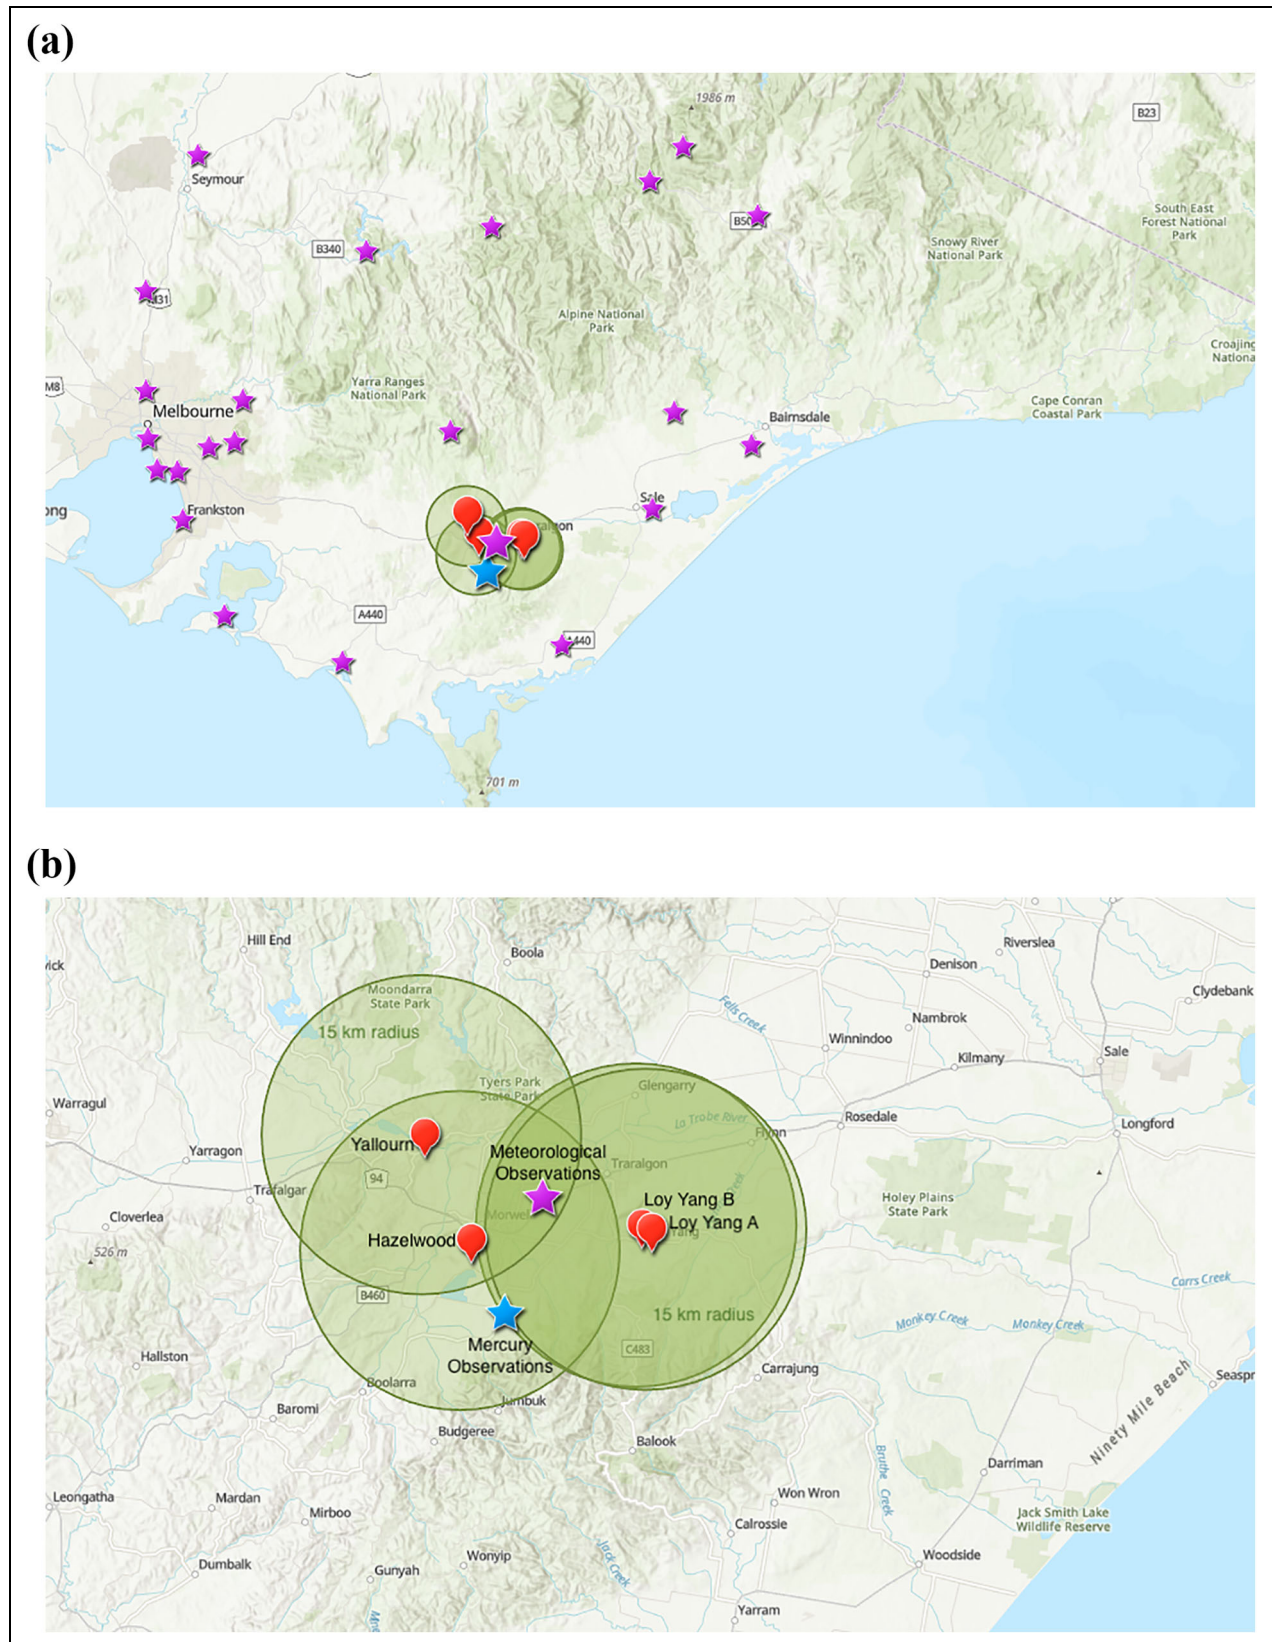 (a)
1986 m
B23
Seymour
South East
Forest National
Park
B340
Snowy River
National Park
Alpine National
Park
Croajing
Nationa
M8
Yarra Ranges
National Park
Melbourne
Cape Conran
Coastal Park
Bairnsdale
Sale
ong
Frankston
A440
701 m
(b)
Hill End
Boola
Riverslea
Denison
Moondarra
State Park
Clydebank
15 km radius
Fells Creek
Nambrok
Winnindoo
Kilmany
Sale
Tyers Park
State Park
Glengarry
Warragul
La Trobe River
Rosedale
Longford
Flynn
Yallourn
Yarragon
Meteorological
Observations
Traralgon
94
Trafalgar
Loy Yang B
Holey Plains
State Park
Cloverlea
Loy Yang A
Hazelwood
526 m
Carrs Creek
B460
15 km radius
Monkey Creek
Monkey Creek
Mercury
Observations
C483
Hallston
Carrajung
Boolarra
Jumbuk
Baromi
Budgeree
Balook
Ninety Mile Beach
Darriman
Bruthe Creek
Leongatha
Mardan
Mirboo
Won Wron
Jack Smith Lake
Wildlife Reserve
Calrossie
Dumbalk
Wonyip
Gunyah
Jack Creek
Woodside
Yarram